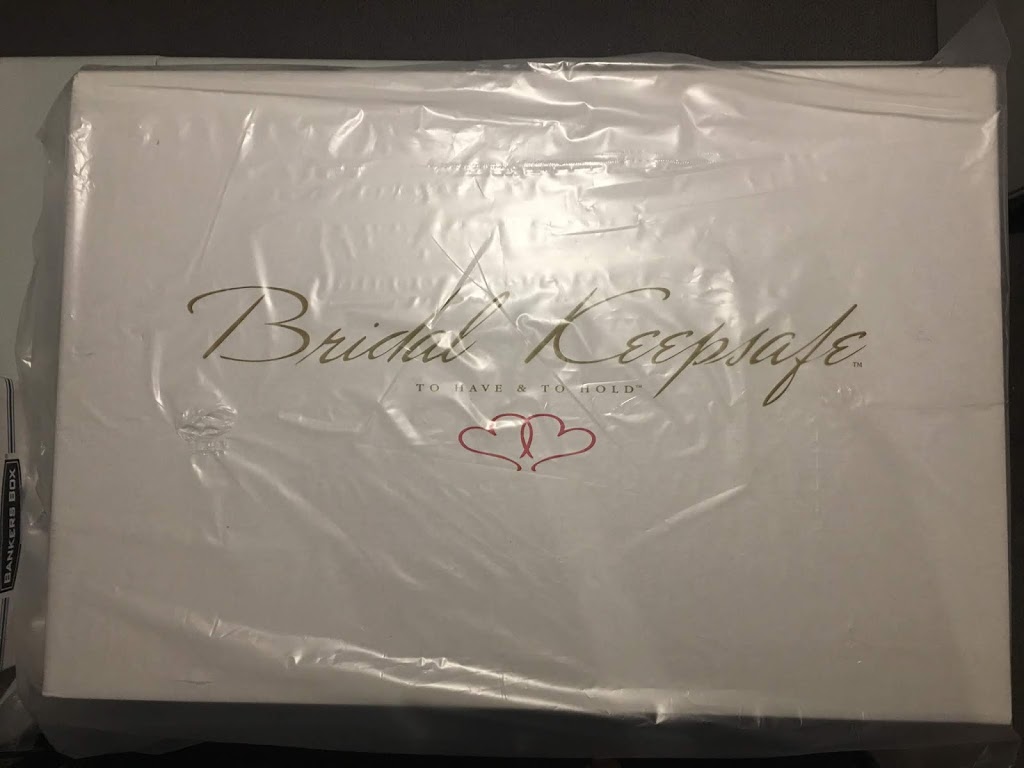 Bridal Keepsafe™
TO HAVE & TO HOLD™
BANKERS BOX